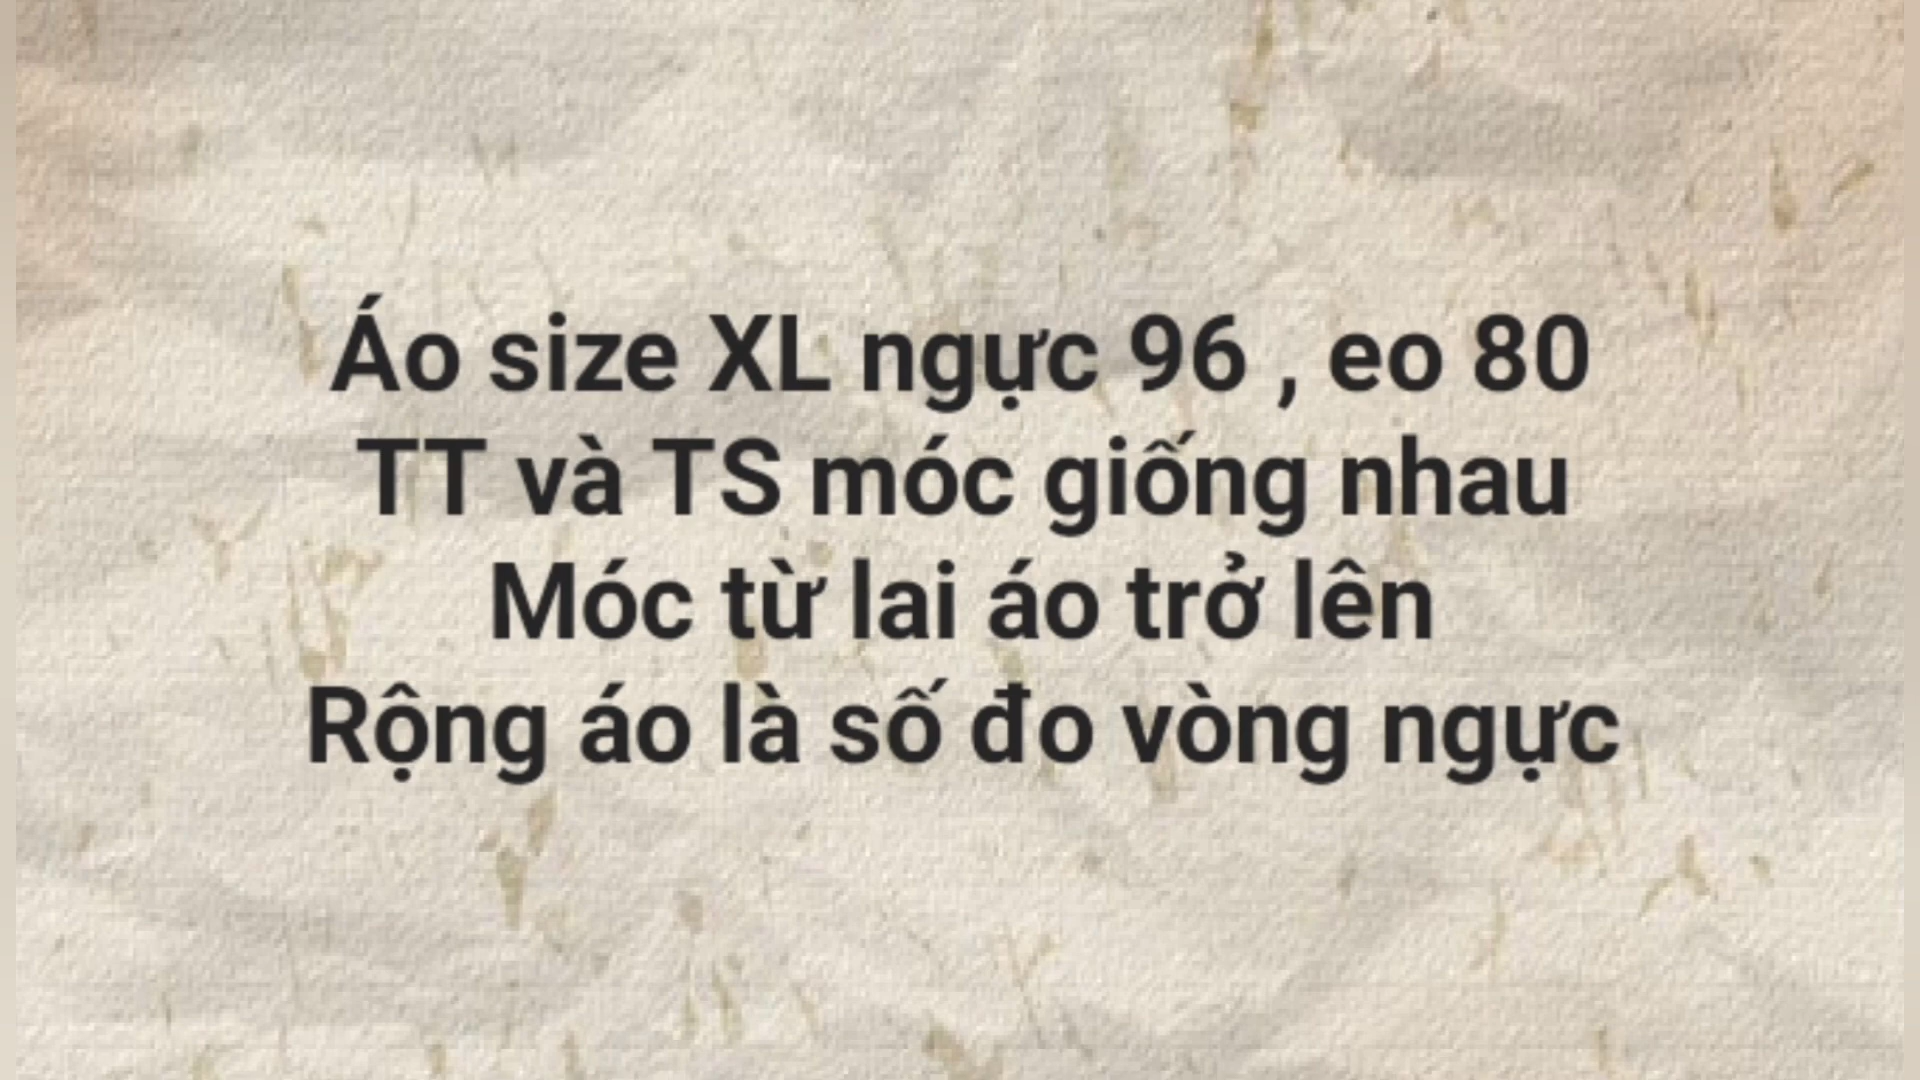 Áo size XL ngực 96 , eo 80
TT và TS móc giống nhau
Móc từ lai áo trở lên
Rộng áo là số đo vòng ngực